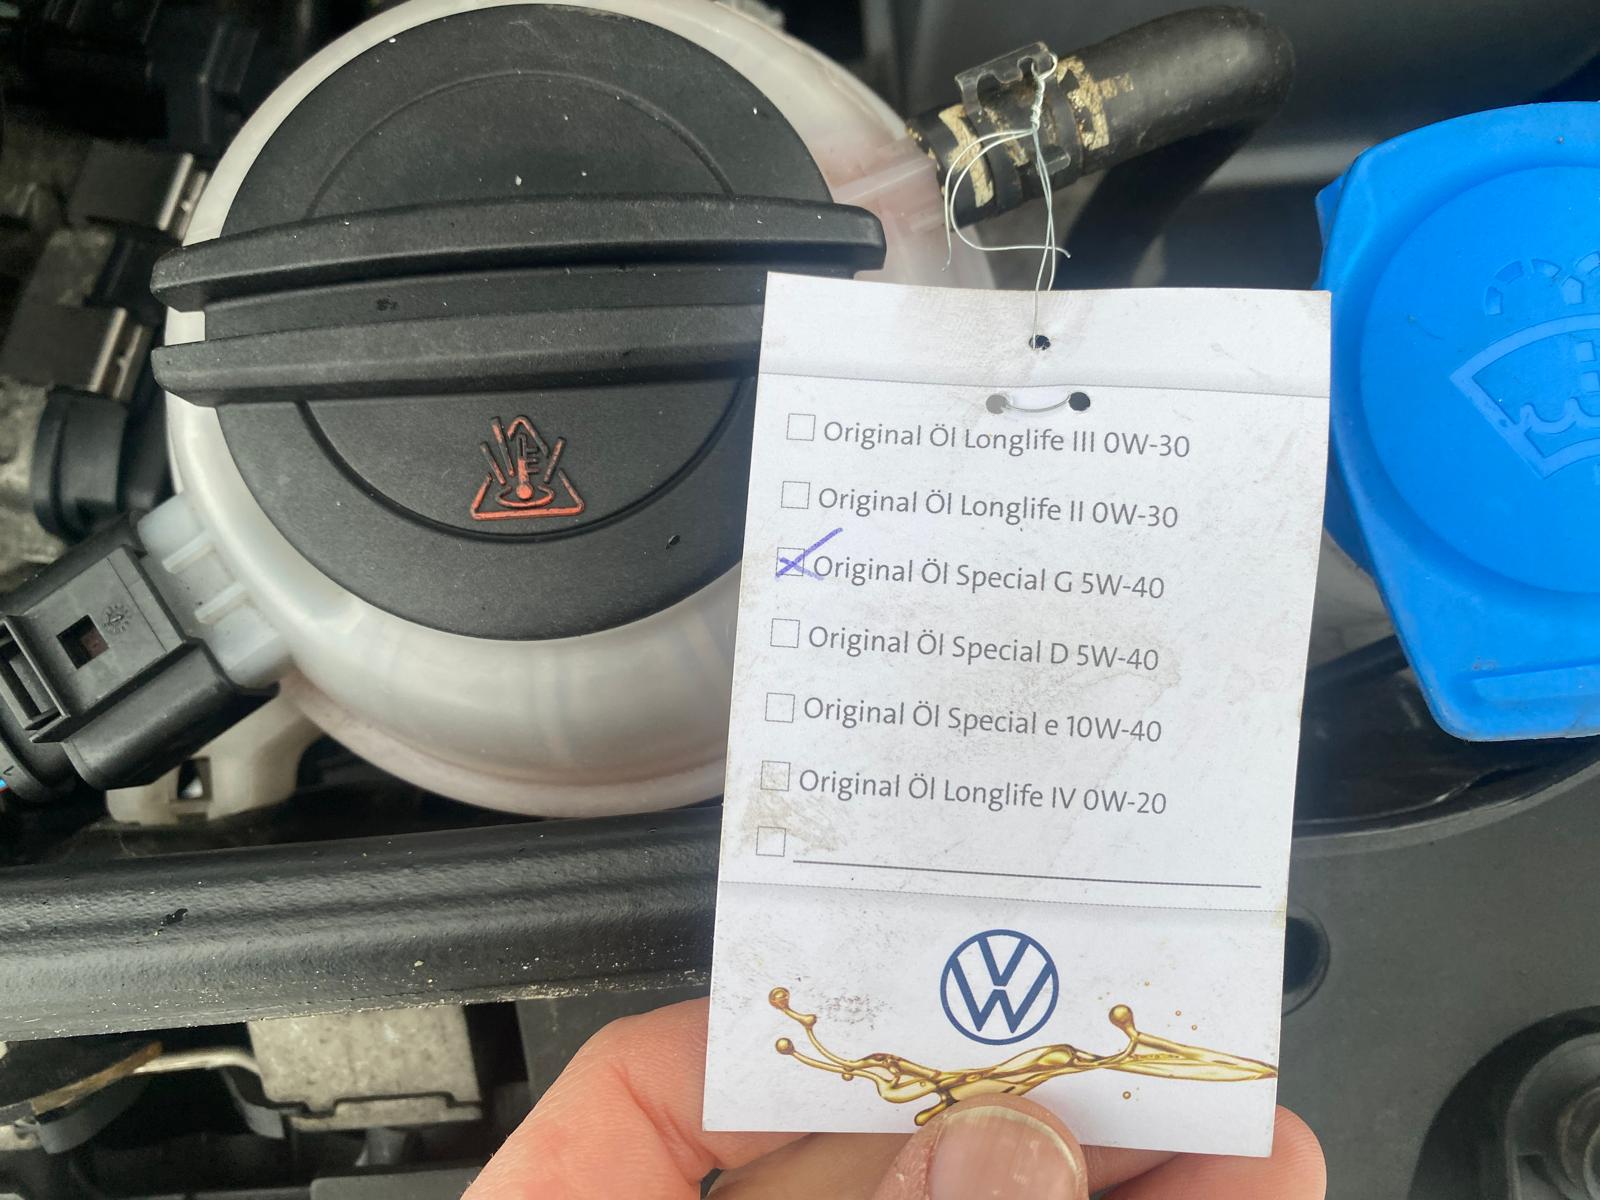 Original Öl Longlife III 0W-30
Original Öl Longlife II 0W-30
Original Öl Special G 5W-40
Original Öl Special D 5W-40
Original Öl Special e 10W-40
Original Öl Longlife IV 0W-20